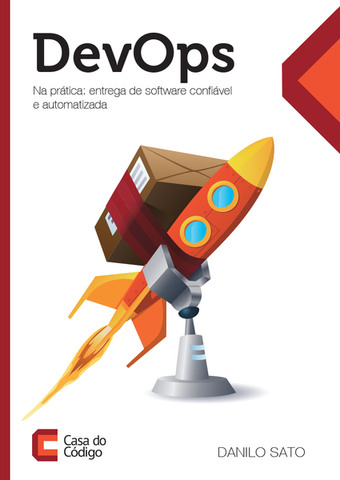 DevOps
Na prática: entrega de software confiável
e automatizada
Casa do
Código
DANILO SATO